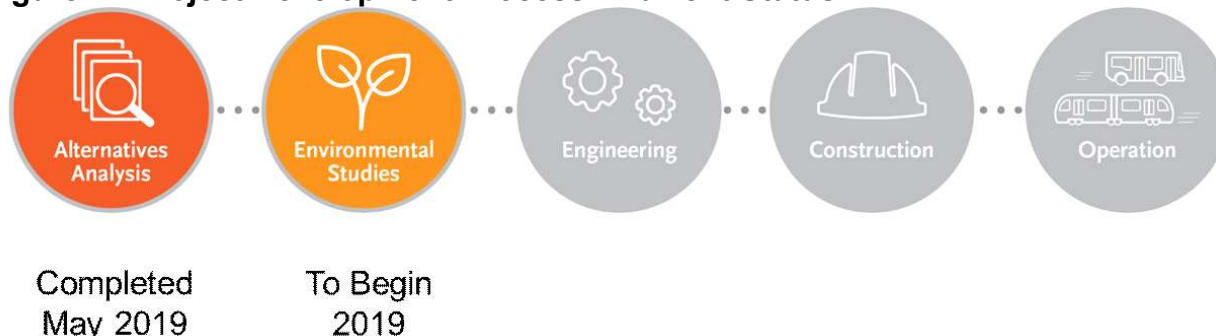 Alternatives
Analysis
Environmental
Studies
Engineering
Construction
Operation
Completed
May 2019
To Begin
2019